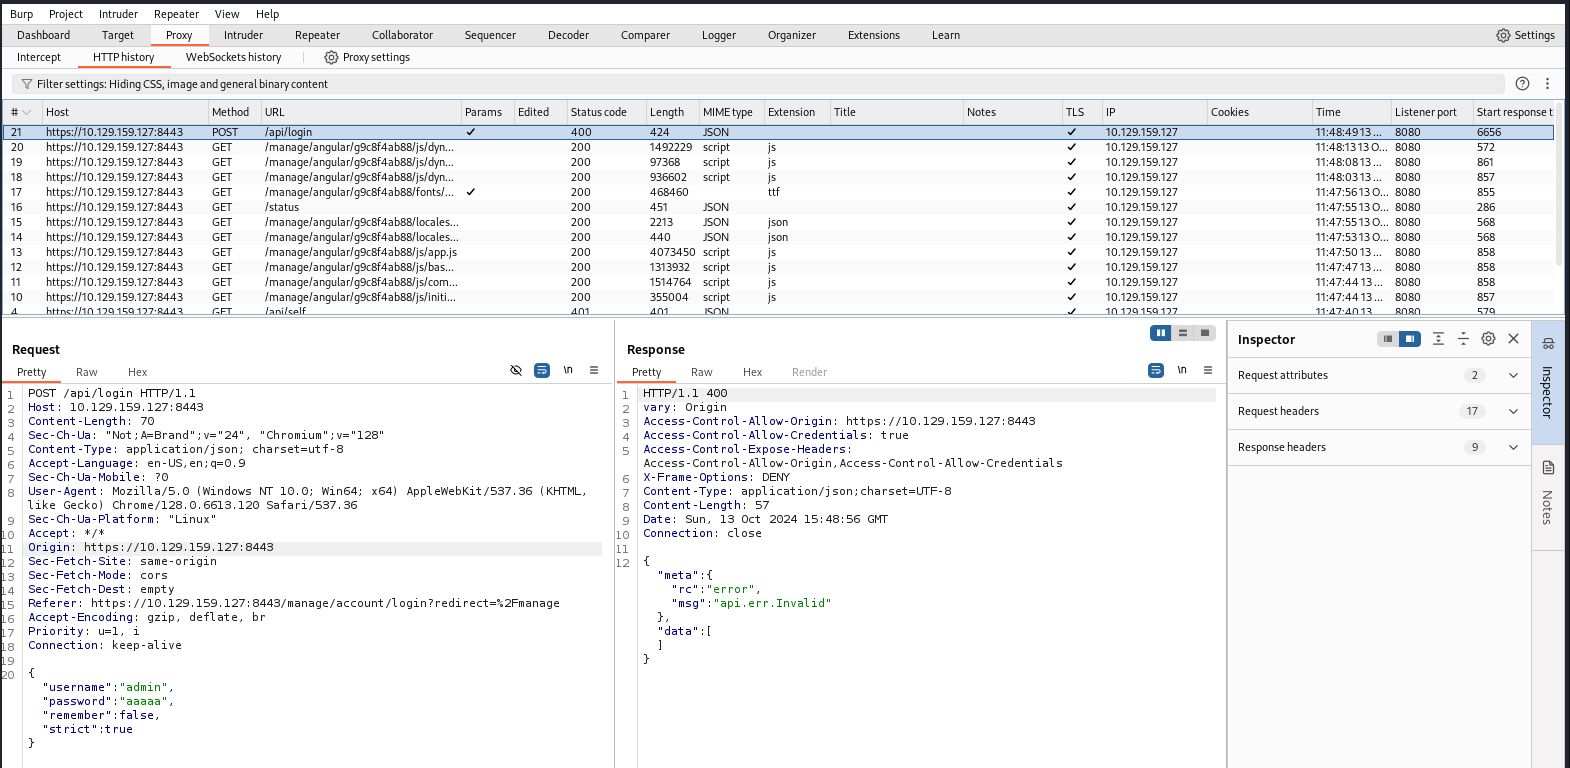 Burp Project Intruder Repeater View Help
Dashboard Target Proxy Intruder Repeater Collaborator Sequencer Decoder Comparer Logger Organizer Extensions Learn Settings
Intercept HTTP history WebSockets history Proxy settings
Filter settings: Hiding CSS, image and general binary content
# Host Method URL Params Edited Status code Length MIME type Extension Title Notes TLS IP Cookies Time Listener port Start response t
21 https://10.129.159.127:8443 POST /api/login ✓ 400 424 JSON ✓ 10.129.159.127 11:48:49 13 ... 8080 6656
20 https://10.129.159.127:8443 GET /manage/angular/g9c8f4ab88/js/dyn... 200 1492229 script js ✓ 10.129.159.127 11:48:13 13 O... 8080 572
19 https://10.129.159.127:8443 GET /manage/angular/g9c8f4ab88/js/dyn... 200 97368 script js ✓ 10.129.159.127 11:48:08 13 ... 8080 861
18 https://10.129.159.127:8443 GET /manage/angular/g9c8f4ab88/js/dyn... 200 936602 script js ✓ 10.129.159.127 11:48:03 13 ... 8080 857
17 https://10.129.159.127:8443 GET /manage/angular/g9c8f4ab88/fonts/... ✓ 200 468460 ttf ✓ 10.129.159.127 11:47:56 13 O... 8080 855
16 https://10.129.159.127:8443 GET /status 200 451 JSON ✓ 10.129.159.127 11:47:55 13 O... 8080 286
15 https://10.129.159.127:8443 GET /manage/angular/g9c8f4ab88/locales... 200 2213 JSON json ✓ 10.129.159.127 11:47:55 13 O... 8080 568
14 https://10.129.159.127:8443 GET /manage/angular/g9c8f4ab88/locales... 200 440 JSON json ✓ 10.129.159.127 11:47:53 13 O... 8080 568
13 https://10.129.159.127:8443 GET /manage/angular/g9c8f4ab88/js/app.js 200 4073450 script js ✓ 10.129.159.127 11:47:50 13 ... 8080 858
12 https://10.129.159.127:8443 GET /manage/angular/g9c8f4ab88/js/bas... 200 1313932 script js ✓ 10.129.159.127 11:47:47 13 ... 8080 858
11 https://10.129.159.127:8443 GET /manage/angular/g9c8f4ab88/js/com... 200 1514764 script js ✓ 10.129.159.127 11:47:44 13 ... 8080 858
10 https://10.129.159.127:8443 GET /manage/angular/g9c8f4ab88/js/initi... 200 355004 script js ✓ 10.129.159.127 11:47:44 13 ... 8080 857
4 https://10.129.159.127:8443 GET /api/self 401 401 JSON ✓ 10.129.159.127 11:47:40 13 ... 8080 579
Request
Pretty Raw Hex \n
1 POST /api/login HTTP/1.1
2 Host: 10.129.159.127:8443
3 Content-Length: 70
4 Sec-Ch-Ua: "Not;A=Brand";v="24", "Chromium";v="128"
5 Content-Type: application/json; charset=utf-8
6 Accept-Language: en-US,en;q=0.9
7 Sec-Ch-Ua-Mobile: ?0
8 User-Agent: Mozilla/5.0 (Windows NT 10.0; Win64; x64) AppleWebKit/537.36 (KHTML,
like Gecko) Chrome/128.0.6613.120 Safari/537.36
9 Sec-Ch-Ua-Platform: "Linux"
10 Accept: */*
11 Origin: https://10.129.159.127:8443
12 Sec-Fetch-Site: same-origin
13 Sec-Fetch-Mode: cors
14 Sec-Fetch-Dest: empty
15 Referer: https://10.129.159.127:8443/manage/account/login?redirect=%2Fmanage
16 Accept-Encoding: gzip, deflate, br
17 Priority: u=1, i
18 Connection: keep-alive
19
20 {
"username":"admin",
"password":"aaaaa",
"remember":false,
"strict":true
}
Response
Pretty Raw Hex Render \n
1 HTTP/1.1 400
2 vary: Origin
3 Access-Control-Allow-Origin: https://10.129.159.127:8443
4 Access-Control-Allow-Credentials: true
5 Access-Control-Expose-Headers:
Access-Control-Allow-Origin,Access-Control-Allow-Credentials
6 X-Frame-Options: DENY
7 Content-Type: application/json;charset=UTF-8
8 Content-Length: 57
9 Date: Sun, 13 Oct 2024 15:48:56 GMT
10 Connection: close
11
12 {
"meta":{
"rc":"error",
"msg":"api.err.Invalid"
},
"data":[
]
}
Inspector
Request attributes 2
Request headers 17
Response headers 9
Inspector
Notes